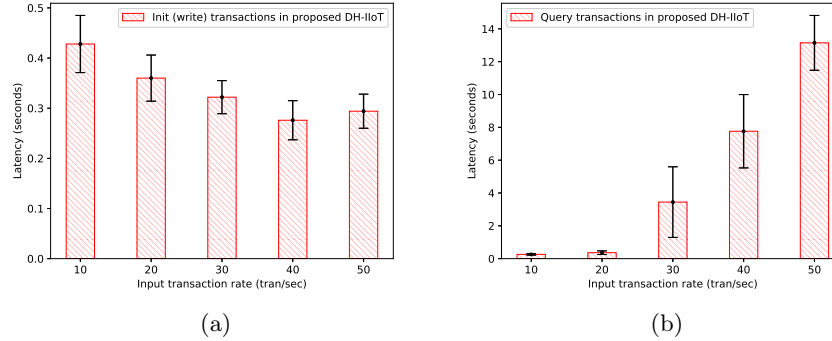 Init (write) transactions in proposed DH-IIoT
0.5
0.4
0.3
0.2
0.1
0.0
Latency (seconds)
10 20 30 40 50
Input transaction rate (tran/sec)
(a)
Query transactions in proposed DH-IIoT
14
12
10
8
6
4
2
0
Latency (seconds)
10 20 30 40 50
Input transaction rate (tran/sec)
(b)